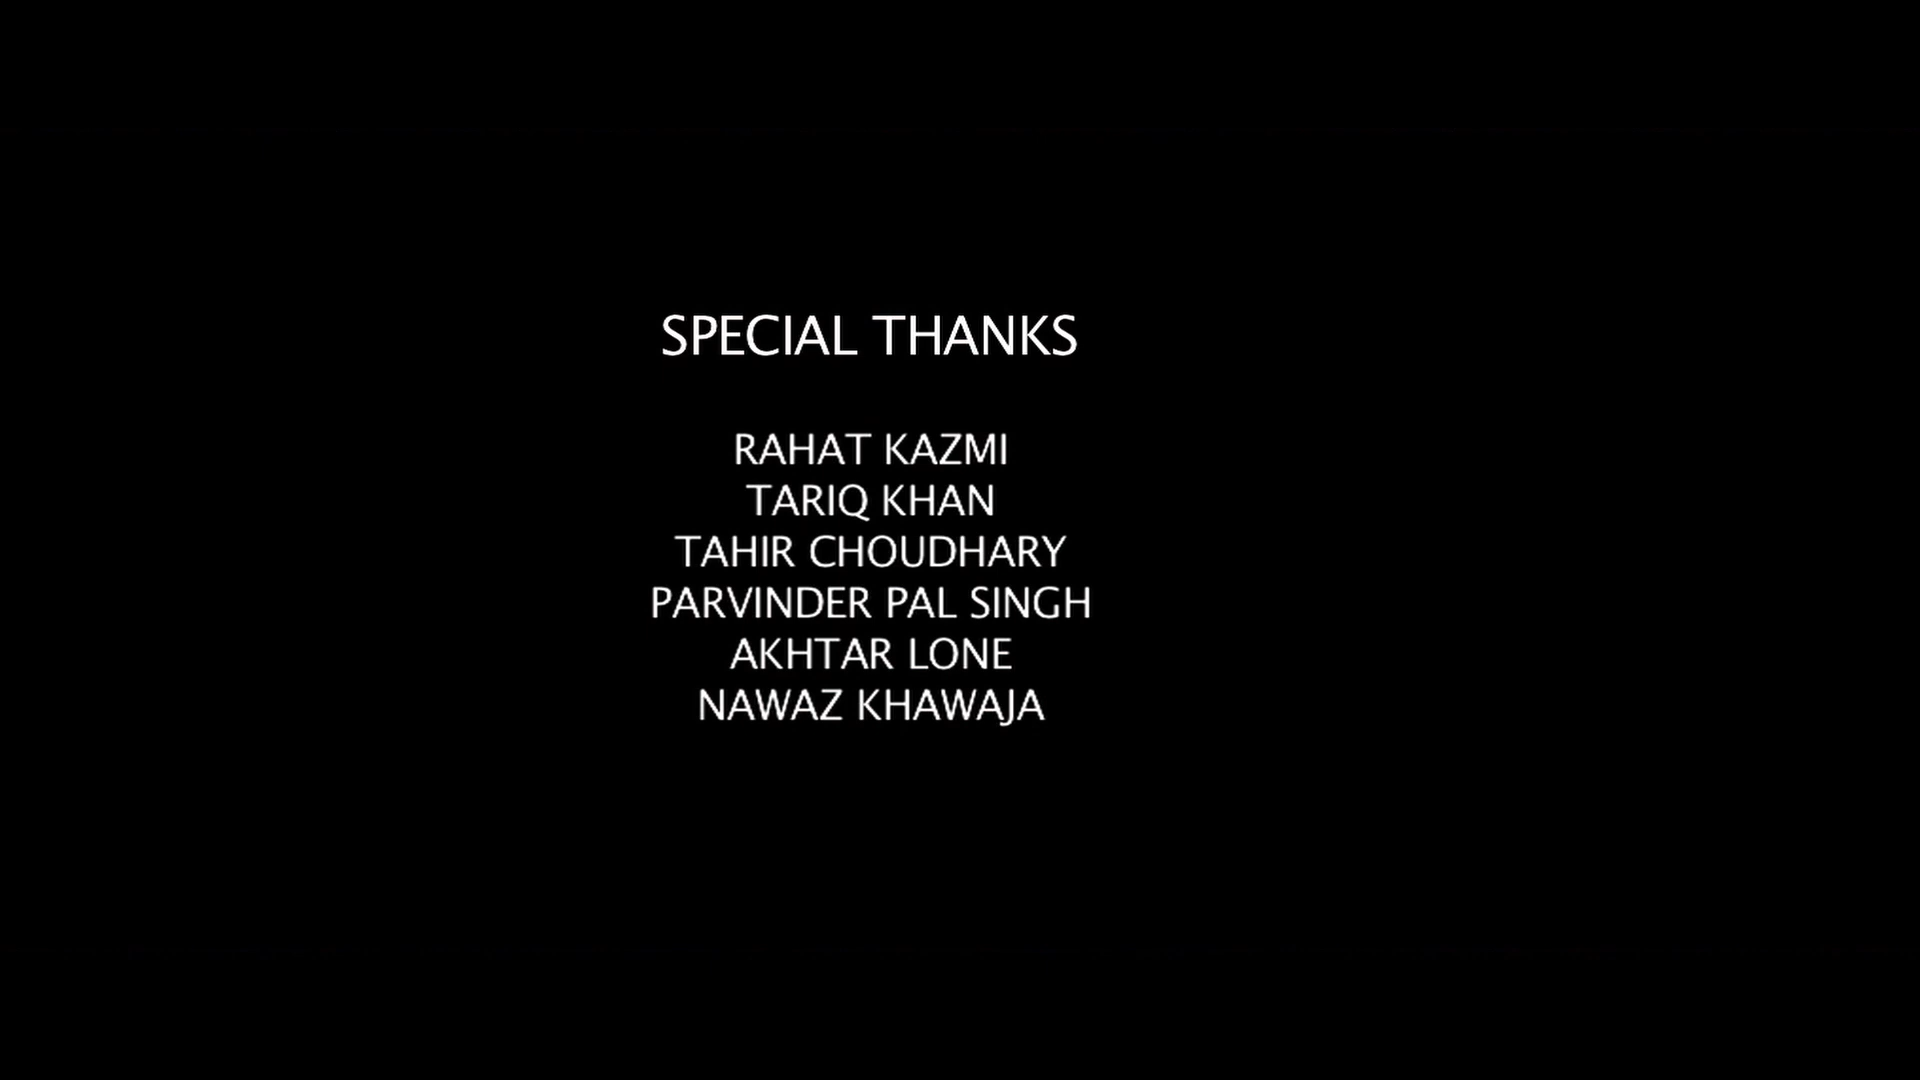 SPECIAL THANKS
RAHAT KAZMI
TARIQ KHAN
TAHIR CHOUDHARY
PARVINDER PAL SINGH
AKHTAR LONE
NAWAZ KHAWAJA